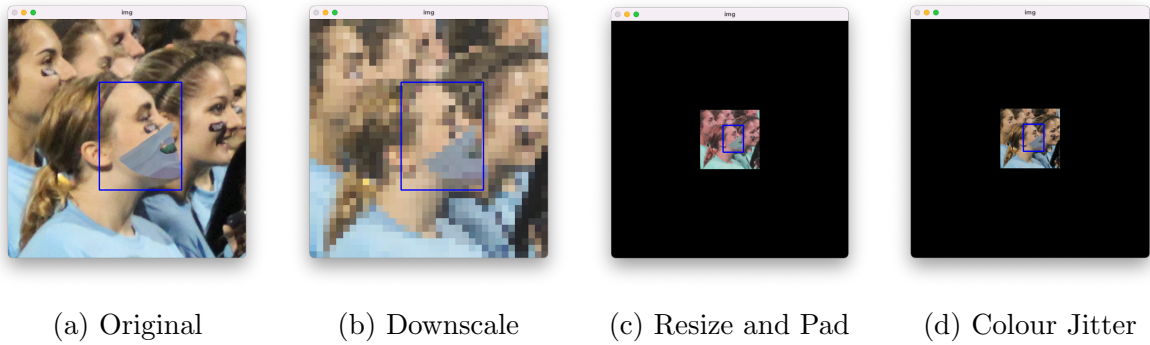 img
img
img
img
(a) Original
(b) Downscale
(c) Resize and Pad
(d) Colour Jitter